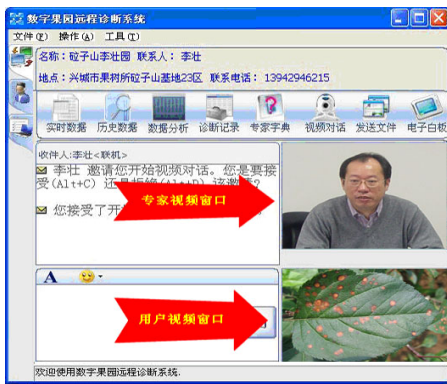 数字果园远程诊断系统
文件(F) 操作(A) 工具(T)
名称：砬子山李壮园 联系人：李壮
地点：兴城市果树所砬子山基地23区 联系电话：13942946215
实时数据 历史数据 数据分析 诊断记录 专家字典 视频对话 发送文件 电子白板
收件人:李壮<联机>
李壮 邀请您开始视频对话。您是要接
受(Alt+C) 还是拒绝(Alt+D) 该邀请?
专家视频窗口
您接受了开
A
用户视频窗口
欢迎使用数字果园远程诊断系统.